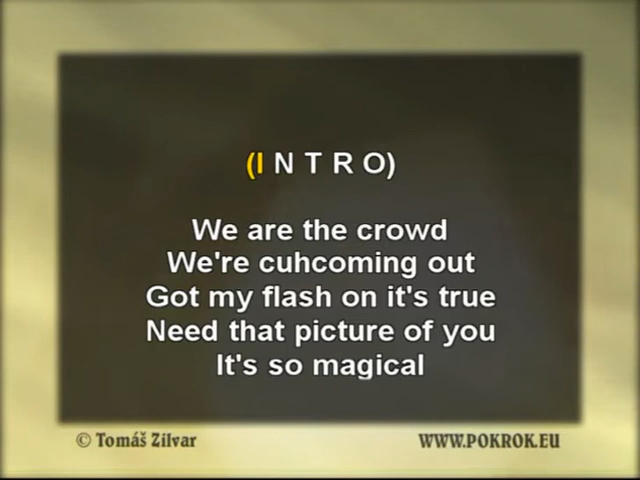 (I N T R O)
We are the crowd
We're cuhcoming out
Got my flash on it's true
Need that picture of you
It's so magical
© Tomáš Zilvar
WWW.POKROK.EU